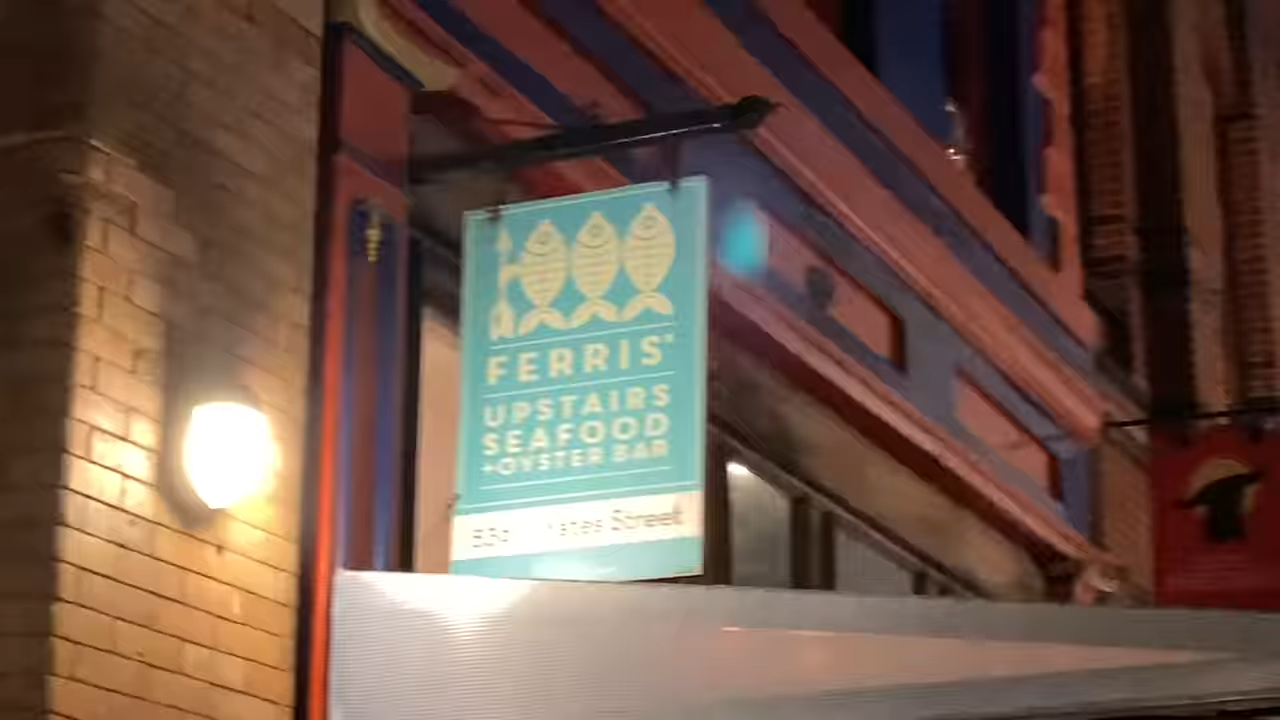 FERRIS'
UPSTAIRS
SEAFOOD
+OYSTER BAR
Street